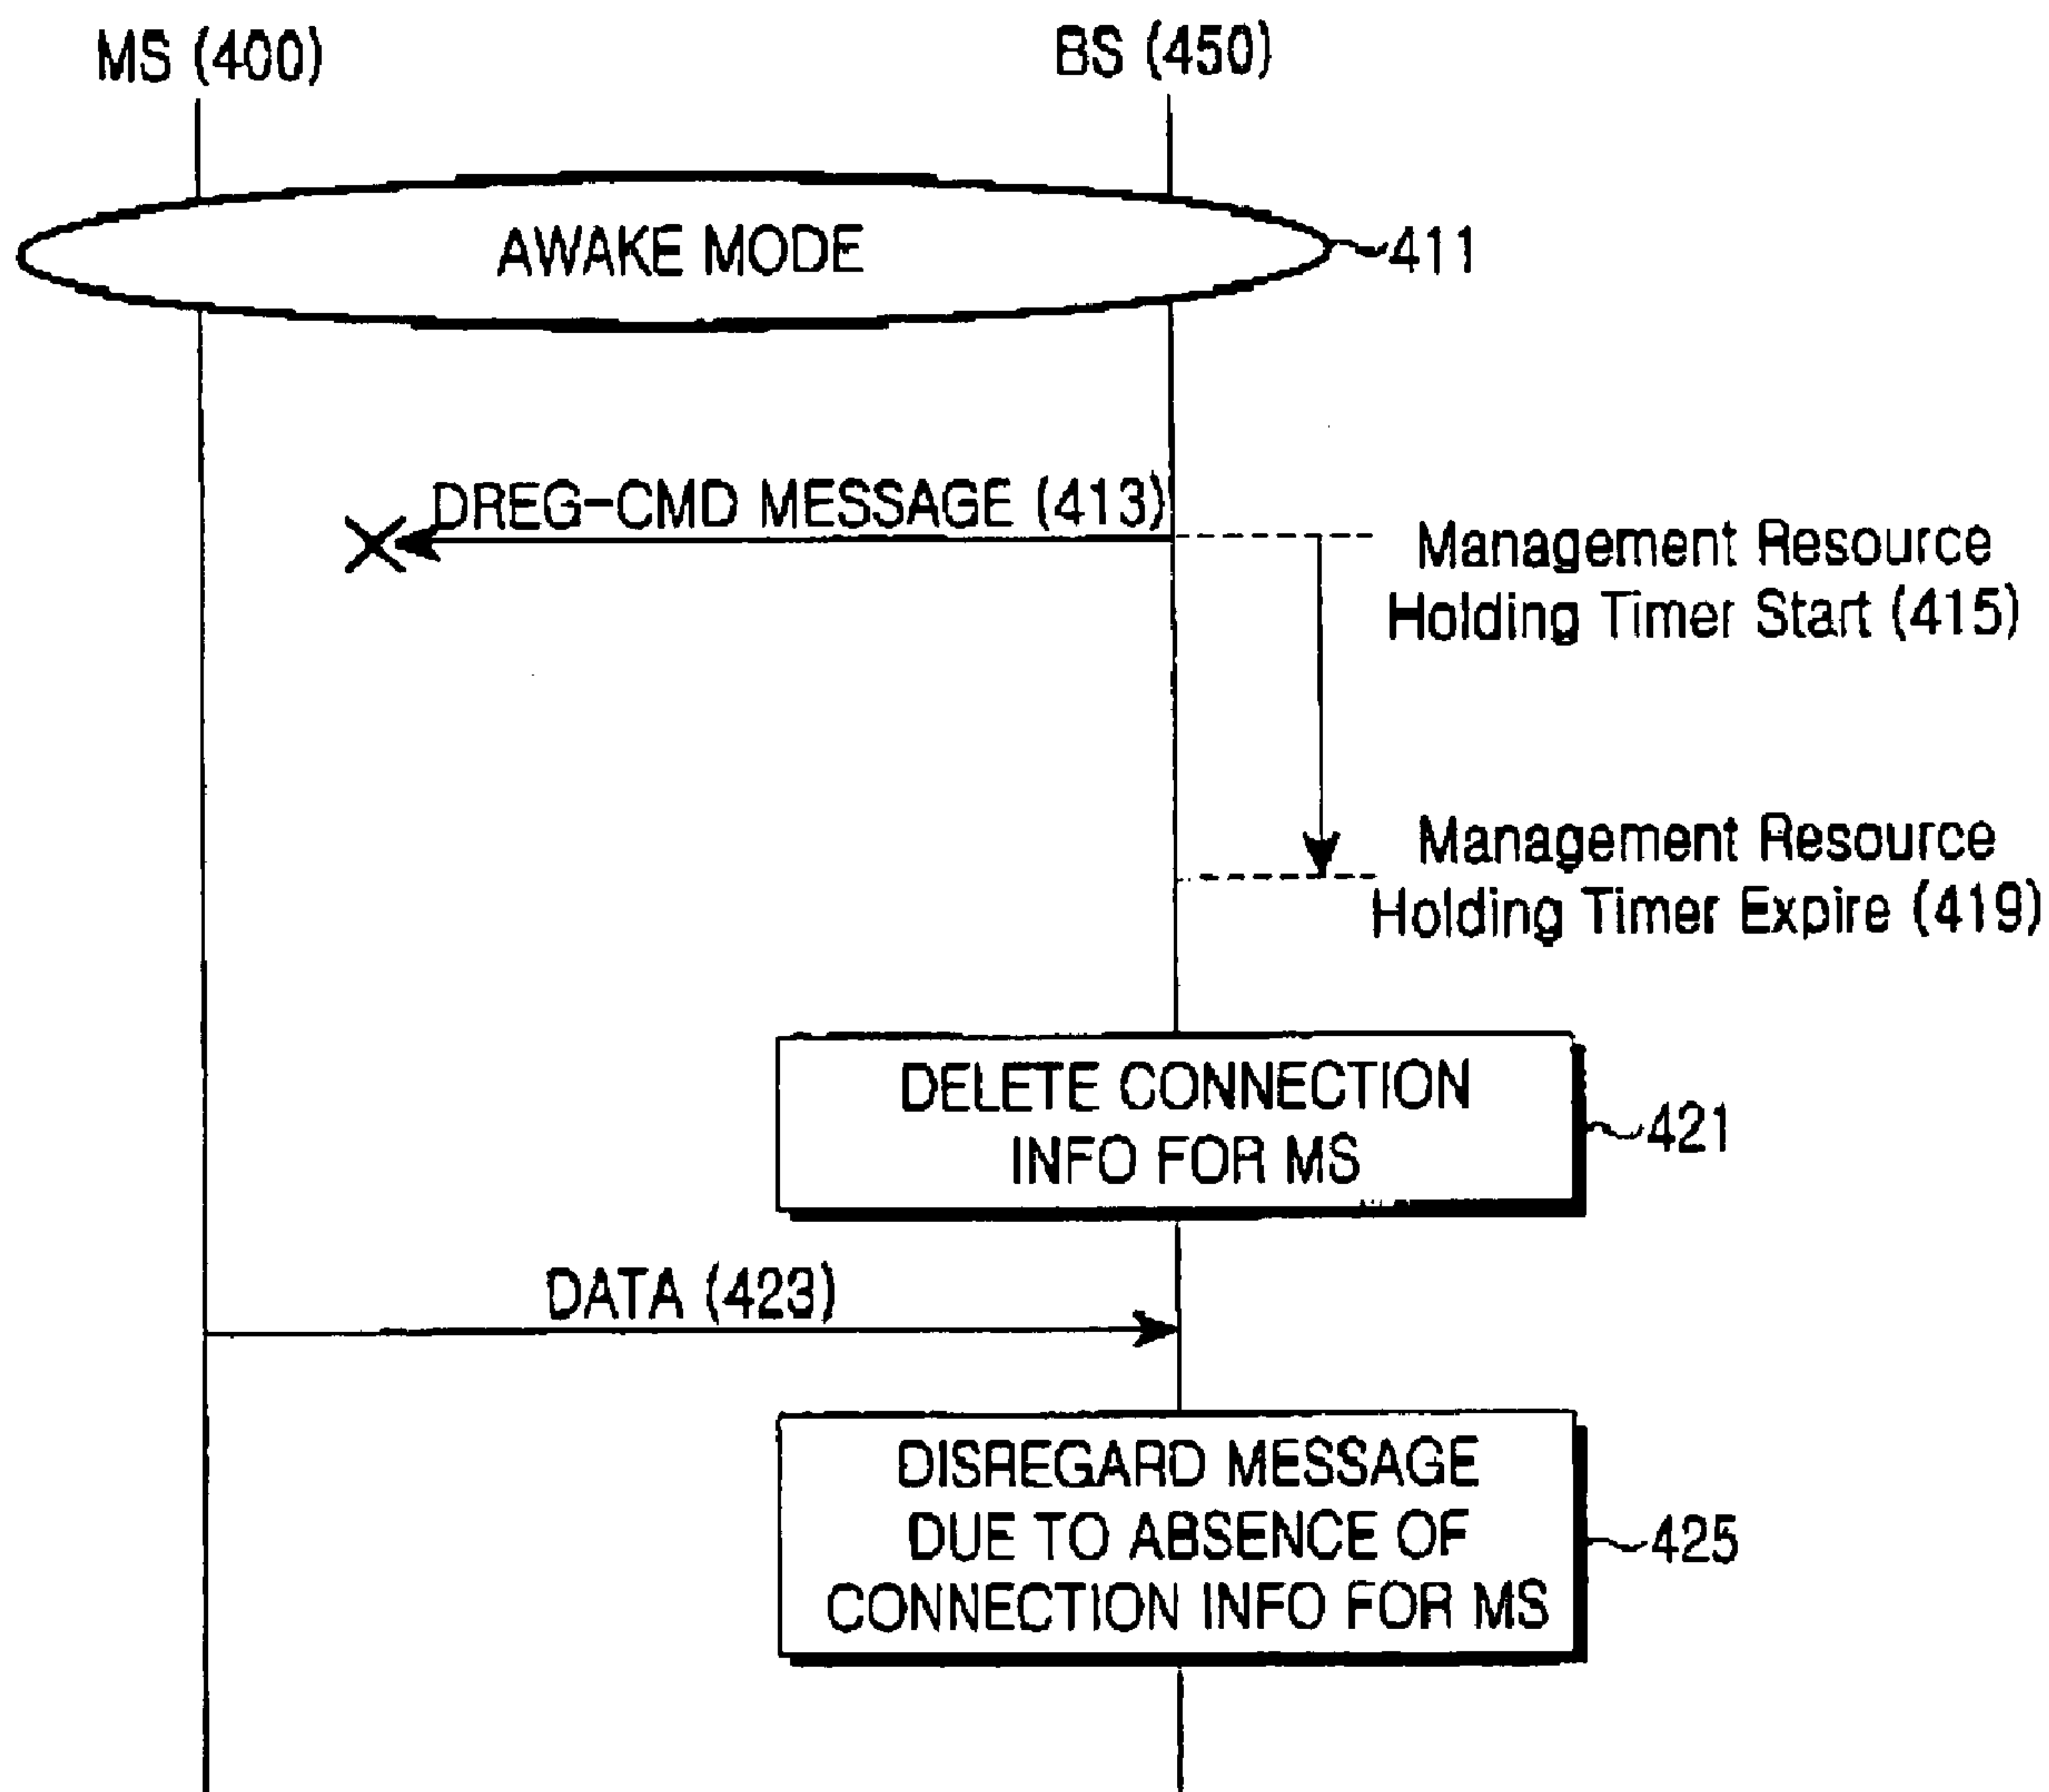 MS (400)
BS (450)
AWAKE MODE
411
DREG-CMD MESSAGE (413)
Management Resource
Holding Timer Start (415)
Management Resource
Holding Timer Expire (419)
DELETE CONNECTION
INFO FOR MS
421
DATA (423)
DISREGARD MESSAGE
DUE TO ABSENCE OF
CONNECTION INFO FOR MS
425